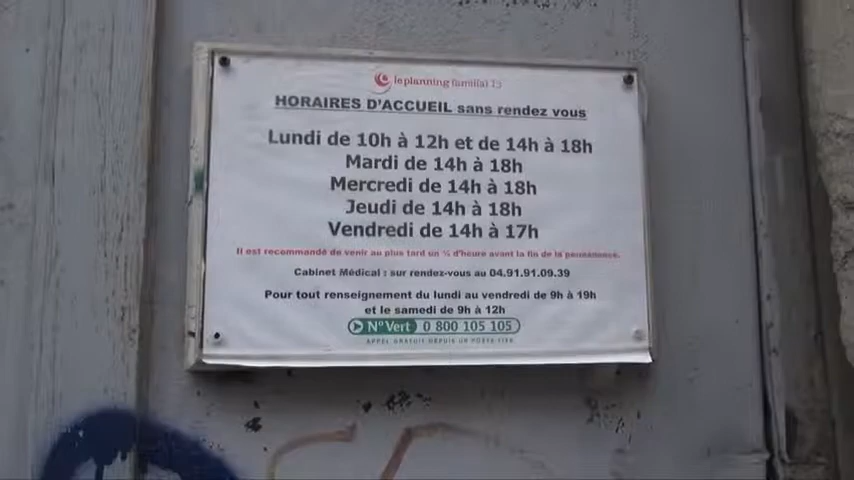 le planning familial 13
HORAIRES D'ACCUEIL sans rendez vous
Lundi de 10h à 12h et de 14h à 18h
Mardi de 14h à 18h
Mercredi de 14h à 18h
Jeudi de 14h à 18h
Vendredi de 14h à 17h
Il est recommandé de venir au plus tard un ½ d'heure avant la fin de la permanence.
Cabinet Médical : sur rendez-vous au 04.91.91.09.39
Pour tout renseignement du lundi au vendredi de 9h à 19h
et le samedi de 9h à 12h
N°Vert 0 800 105 105
APPEL GRATUIT DEPUIS UN POSTE FIXE